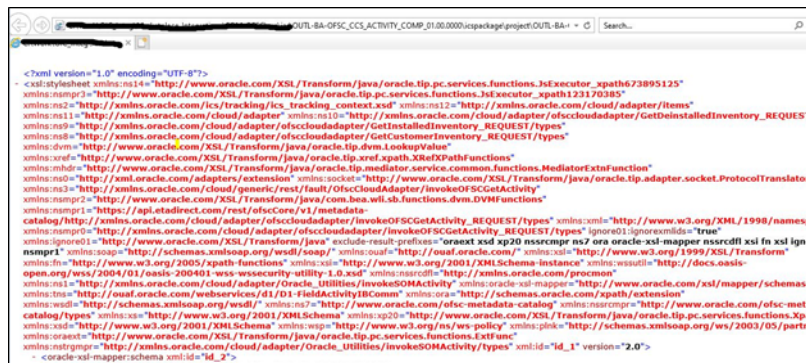 OUTL-BA-OFSC_CCS_ACTIVITY_COMP_01.00.0000\icspackage\project\OUTL-BA-
Search...
<?xml version="1.0" encoding="UTF-8"?>
- <xsl:stylesheet xmlns:ns14="http://www.oracle.com/XSL/Transform/java/oracle.tip.pc.services.functions.JsExecutor_xpath673895125"
xmlns:nsmpr3="http://www.oracle.com/XSL/Transform/java/oracle.tip.pc.services.functions.JsExecutor_xpath123170385"
xmlns:ns2="http://xmlns.oracle.com/ics/tracking/ics_tracking_context.xsd" xmlns:ns12="http://xmlns.oracle.com/cloud/adapter/items"
xmlns:ns11="http://xmlns.oracle.com/cloud/adapter" xmlns:ns10="http://xmlns.oracle.com/cloud/adapter/ofsccloudadapter/GetDeinstalledInventory_REQUEST
xmlns:ns9="http://xmlns.oracle.com/cloud/adapter/ofsccloudadapter/GetInstalledInventory_REQUEST/types"
xmlns:ns8="http://xmlns.oracle.com/cloud/adapter/ofsccloudadapter/GetCustomerInventory_REQUEST/types"
xmlns:dvm="http://www.oracle.com/XSL/Transform/java/oracle.tip.dvm.LookupValue"
xmlns:xref="http://www.oracle.com/XSL/Transform/java/oracle.tip.xref.xpath.XRefXPathFunctions"
xmlns:mhdr="http://www.oracle.com/XSL/Transform/java/oracle.tip.mediator.service.common.functions.MediatorExtnFunction"
xmlns:ns0="http://xml.oracle.com/adapters/extension" xmlns:socket="http://www.oracle.com/XSL/Transform/java/oracle.tip.adapter.socket.ProtocolTranslato
xmlns:ns3="http://xmlns.oracle.com/cloud/generic/rest/fault/OfscCloudAdapter/invokeOFSCGetActivity"
xmlns:nsmpr2="http://www.oracle.com/XSL/Transform/java/com.bea.wli.sb.functions.dvm.DVMFunctions"
xmlns:nsmpr1="https://api.etadirect.com/rest/ofscCore/v1/metadata-
catalog/http://xmlns.oracle.com/cloud/adapter/ofsccloudadapter/invokeOFSCGetActivity_REQUEST/types" xmlns:xml="http://www.w3.org/XML/1998/names
xmlns:nsmpr0="http://xmlns.oracle.com/cloud/adapter/ofsccloudadapter/invokeOFSCGetActivity_REQUEST/types" ignore01:ignorexmlids="true"
xmlns:ignore01="http://www.oracle.com/XSL/Transform/java" exclude-result-prefixes="oraext xsd xp20 nssrcmpr ns7 ora oracle-xsl-mapper nssrcdfl xsi fn xsl ign
nsmpr1" xmlns:soap="http://schemas.xmlsoap.org/wsdl/soap/" xmlns:ouaf="http://ouaf.oracle.com/" xmlns:xsl="http://www.w3.org/1999/XSL/Transform"
xmlns:fn="http://www.w3.org/2005/xpath-functions" xmlns:xsi="http://www.w3.org/2001/XMLSchema-instance" xmlns:wssutil="http://docs.oasis-
open.org/wss/2004/01/oasis-200401-wss-wssecurity-utility-1.0.xsd" xmlns:nssrcdfl="http://xmlns.oracle.com/procmon"
xmlns:ns1="http://xmlns.oracle.com/cloud/adapter/Oracle_Utilities/invokeSOMActivity" xmlns:oracle-xsl-mapper="http://www.oracle.com/xsl/mapper/schemas
xmlns:tns="http://ouaf.oracle.com/webservices/d1/D1-FieldActivityIBComm" xmlns:ora="http://schemas.oracle.com/xpath/extension"
xmlns:wsdl="http://schemas.xmlsoap.org/wsdl/" xmlns:ns7="http://www.oracle.com/ofsc-metadata-catalog" xmlns:nssrcmpr="http://www.oracle.com/ofsc-met
catalog/types" xmlns:xs="http://www.w3.org/2001/XMLSchema" xmlns:xp20="http://www.oracle.com/XSL/Transform/java/oracle.tip.pc.services.functions.Xp
xmlns:xsd="http://www.w3.org/2001/XMLSchema" xmlns:wsp="http://www.w3.org/ns/ws-policy" xmlns:plnk="http://schemas.xmlsoap.org/ws/2003/05/part
xmlns:oraext="http://www.oracle.com/XSL/Transform/java/oracle.tip.pc.services.functions.ExtFunc"
xmlns:nstrgmpr="http://xmlns.oracle.com/cloud/adapter/Oracle_Utilities/invokeSOMActivity/types" xml:id="id_1" version="2.0">
- <oracle-xsl-mapper:schema xml:id="id_2">